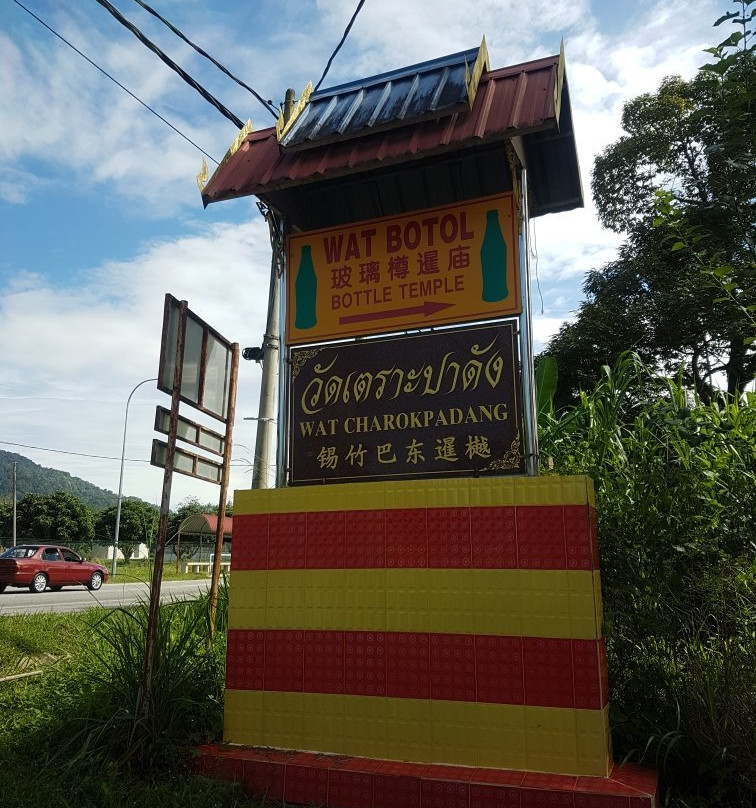 WAT BOTOL
玻璃樽暹庙
BOTTLE TEMPLE
วัดเตราะปาดัง
WAT CHAROKPADANG
锡竹巴东暹樾